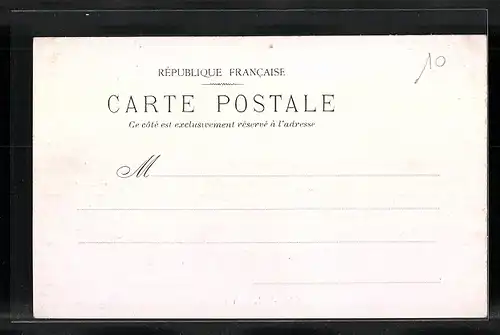 10
RÉPUBLIQUE FRANÇAISE
CARTE POSTALE
Ce côté est exclusivement réservé à l'adresse
M